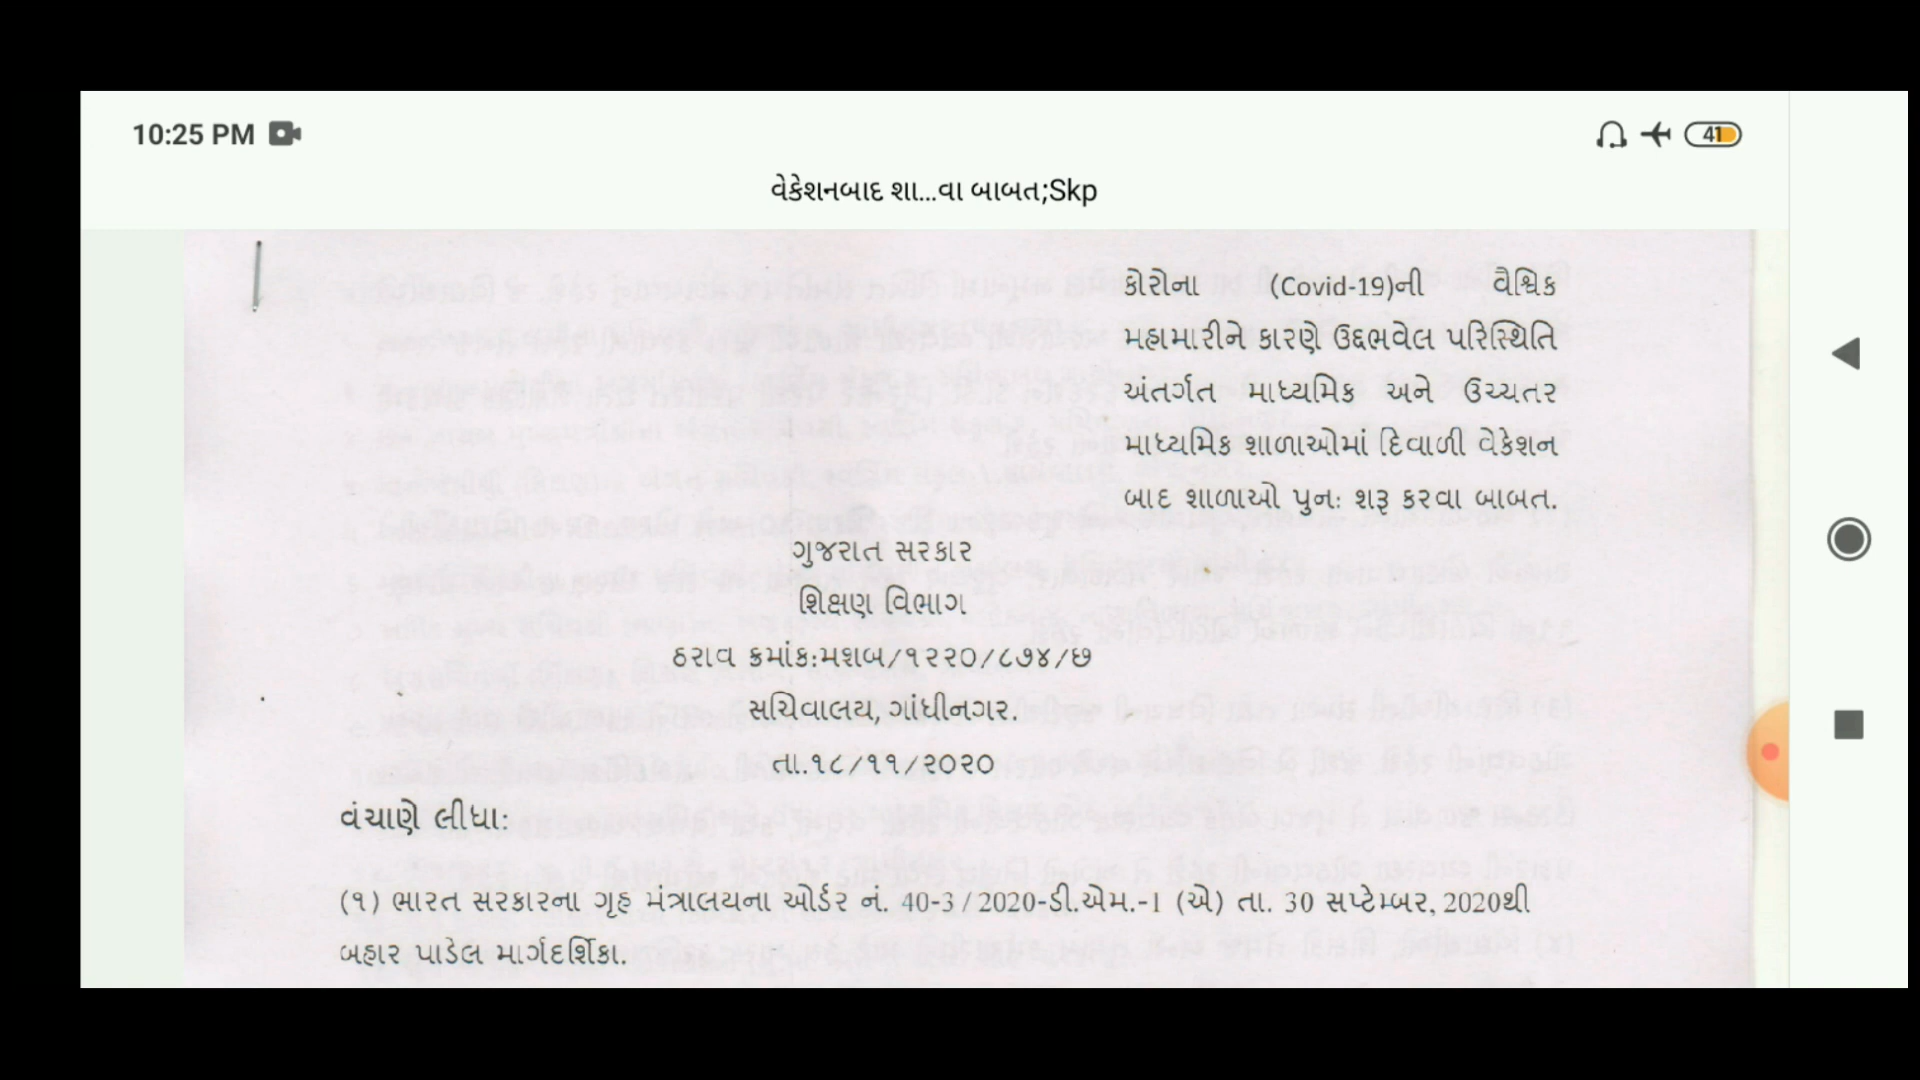 10:25 PM
41
વેકેશનબાદ શા...વા બાબત;Skp
કોરોના (Covid-19)ની વૈશ્વિક
મહામારીને કારણે ઉદ્દભવેલ પરિસ્થિતિ
અંતર્ગત માધ્યમિક અને ઉચ્ચતર
માધ્યમિક શાળાઓમાં દિવાળી વેકેશન
બાદ શાળાઓ પુનઃ શરૂ કરવા બાબત.
ગુજરાત સરકાર
શિક્ષણ વિભાગ
ઠરાવ ક્રમાંક:મશબ/૧૨૨૦/૮૭૪/છ
સચિવાલય, ગાંધીનગર.
તા.૧૮/૧૧/૨૦૨૦
વંચાણે લીધાઃ
(૧) ભારત સરકારના ગૃહ મંત્રાલયના ઓર્ડર નં. 40-3/2020-ડી.એમ.-1 (એ) તા. 30 સપ્ટેમ્બર, 2020થી
બહાર પાડેલ માર્ગદર્શિકા.